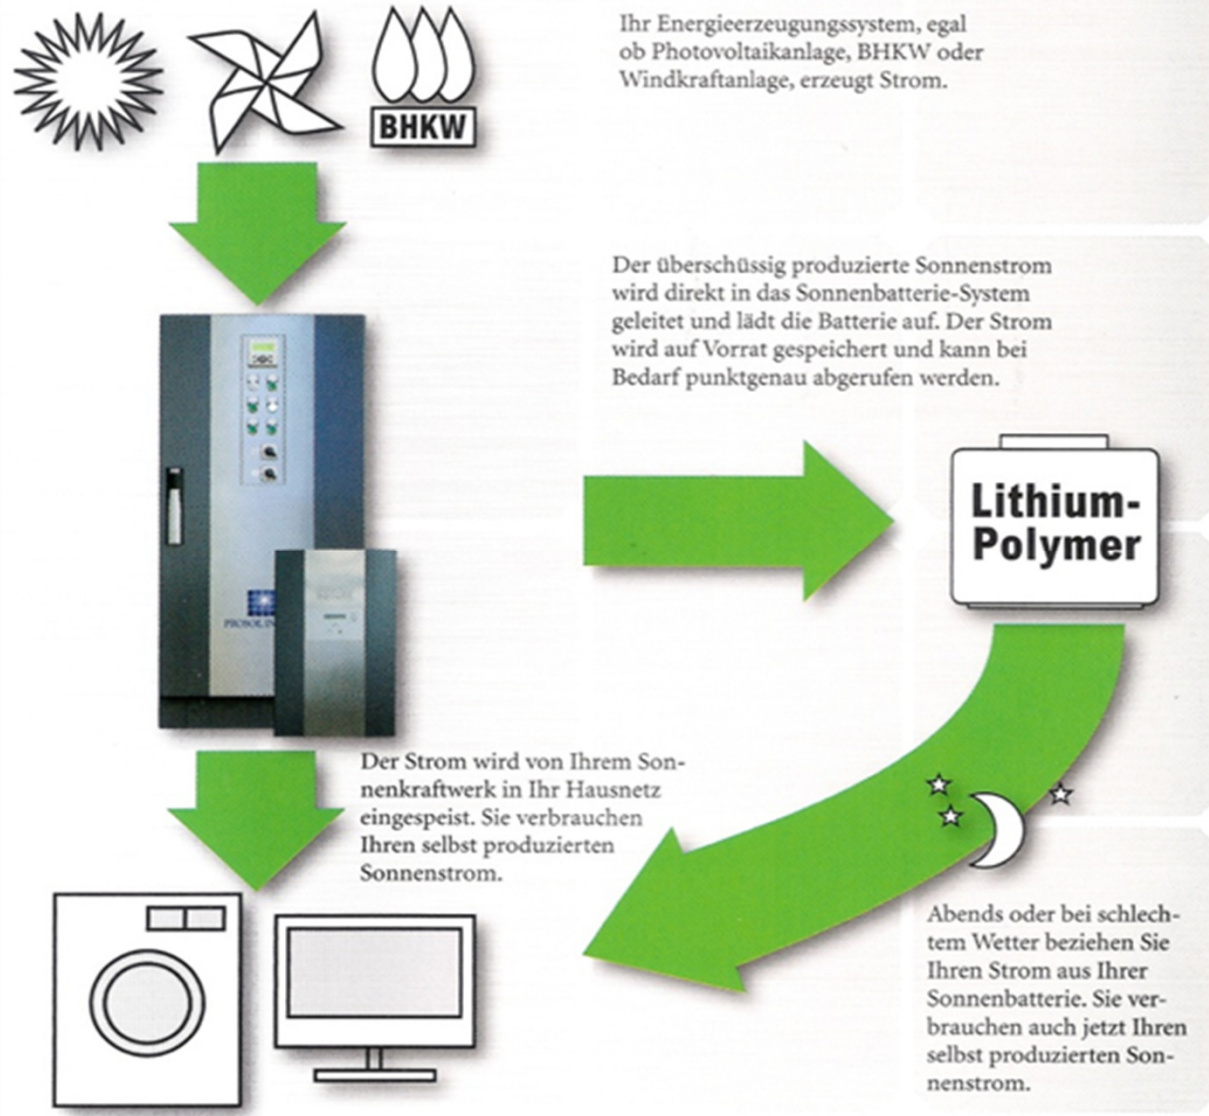 Ihr Energieerzeugungssystem, egal
ob Photovoltaikanlage, BHKW oder
Windkraftanlage, erzeugt Strom.
BHKW
Der überschüssig produzierte Sonnenstrom
wird direkt in das Sonnenbatterie-System
geleitet und lädt die Batterie auf. Der Strom
wird auf Vorrat gespeichert und kann bei
Bedarf punktgenau abgerufen werden.
Lithium-
Polymer
Der Strom wird von Ihrem Son-
nenkraftwerk in Ihr Hausnetz
eingespeist. Sie verbrauchen
Ihren selbst produzierten
Sonnenstrom.
Abends oder bei schlech-
tem Wetter beziehen Sie
Ihren Strom aus Ihrer
Sonnenbatterie. Sie ver-
brauchen auch jetzt Ihren
selbst produzierten Son-
nenstrom.